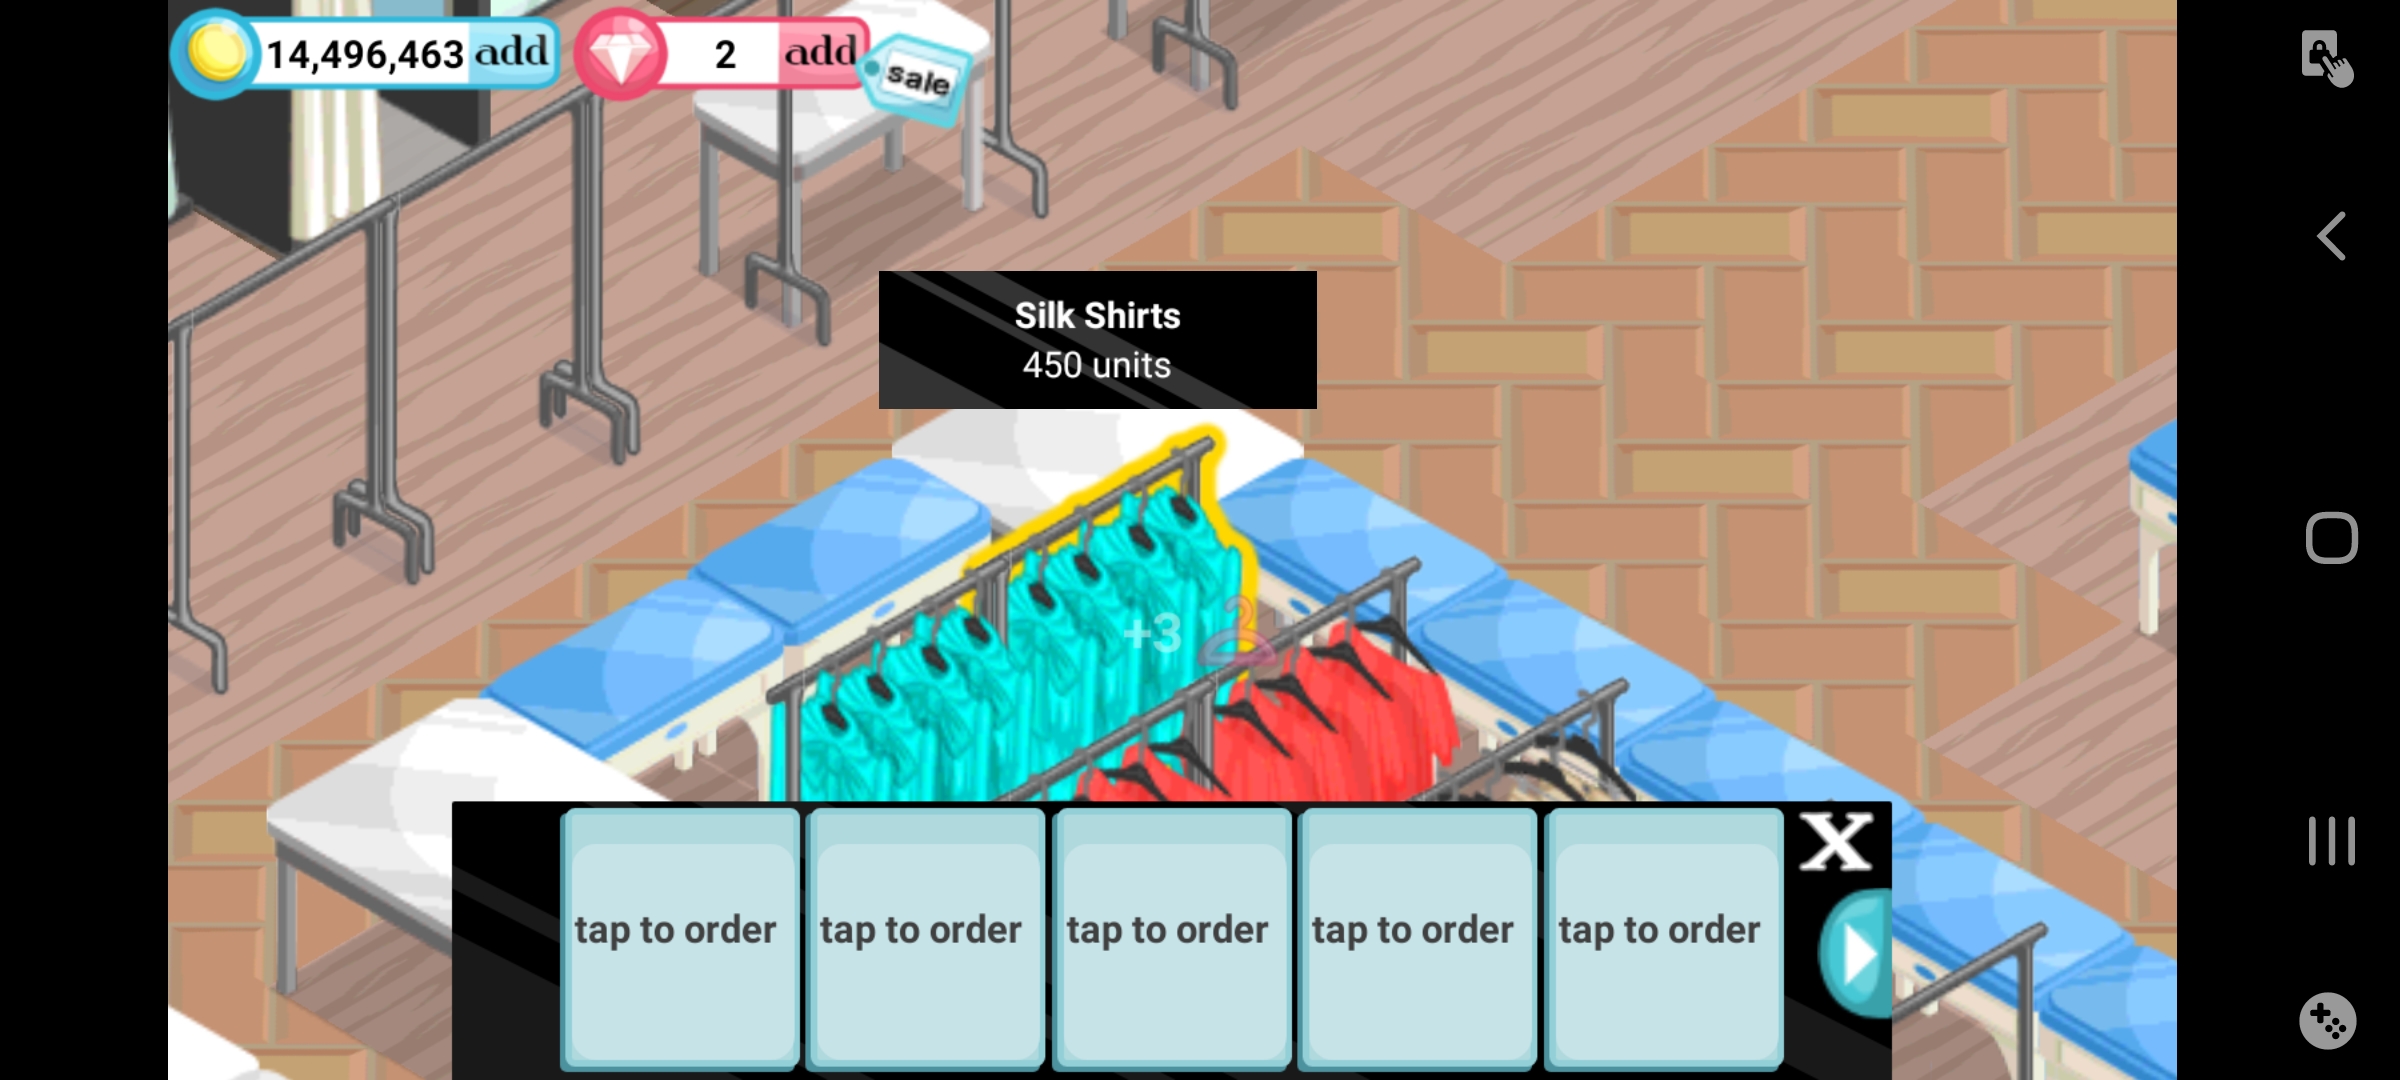 14,496,463 add
2 add
sale
Silk Shirts
450 units
+3
tap to order
tap to order
tap to order
tap to order
tap to order
X